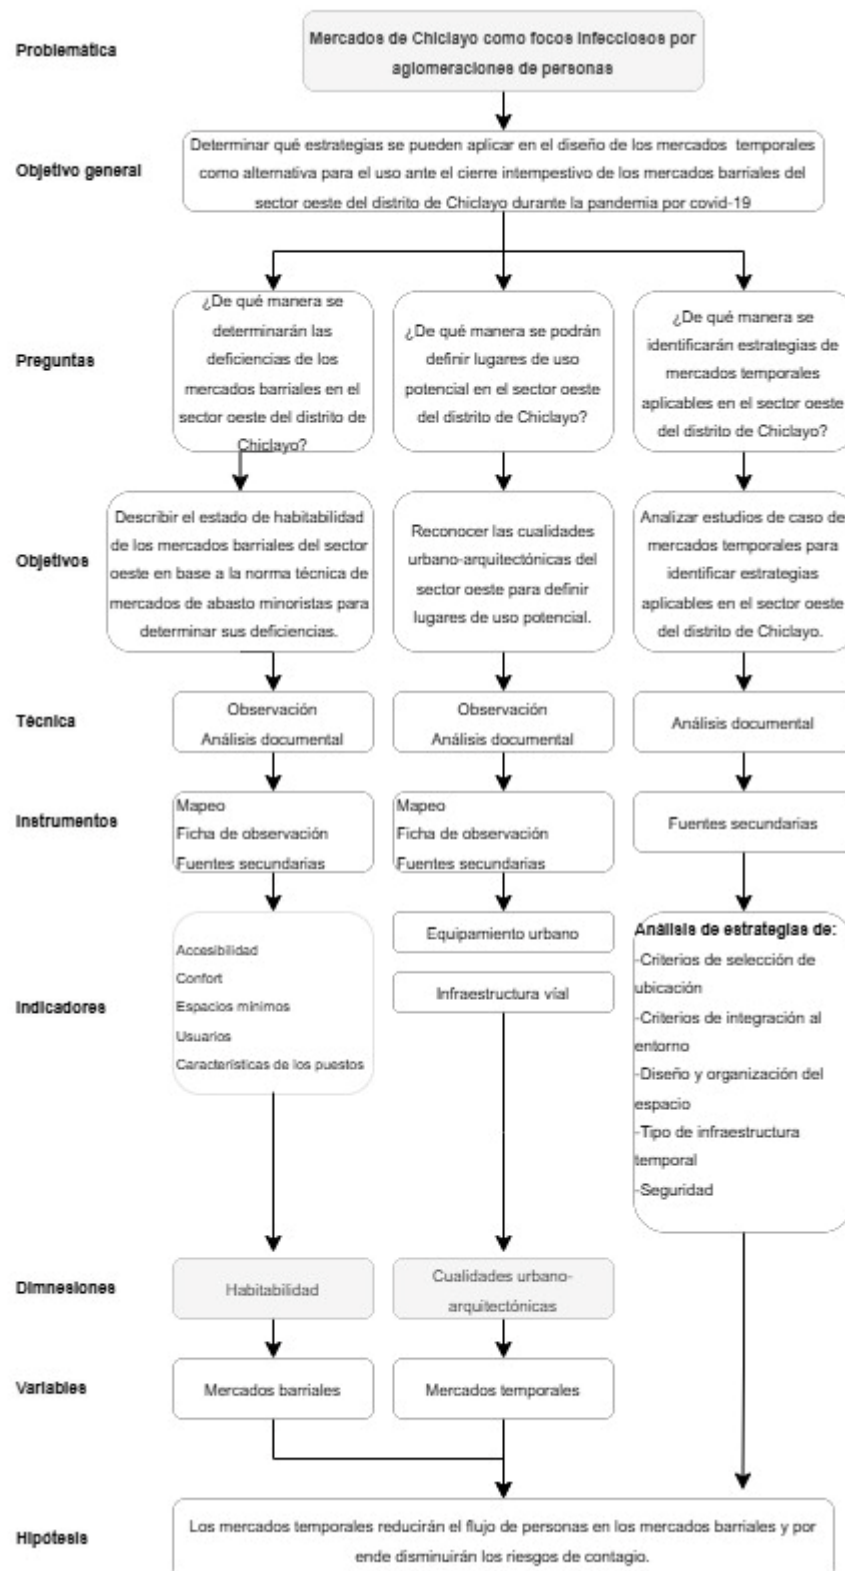 Problemática
Mercados de Chiclayo como focos infecciosos por
aglomeraciones de personas
Objetivo general
Determinar qué estrategias se pueden aplicar en el diseño de los mercados temporales
como alternativa para el uso ante el cierre intempestivo de los mercados barriales del
sector oeste del distrito de Chiclayo durante la pandemia por covid-19
Preguntas
¿De qué manera se
determinarán las
deficiencias de los
mercados barriales en el
sector oeste del distrito de
Chiclayo?
¿De qué manera se podrán
definir lugares de uso
potencial en el sector oeste
del distrito de Chiclayo?
¿De qué manera se
identificarán estrategias de
mercados temporales
aplicables en el sector oeste
del distrito de Chiclayo?
Objetivos
Describir el estado de habitabilidad
de los mercados barriales del sector
oeste en base a la norma técnica de
mercados de abasto minoristas para
determinar sus deficiencias.
Reconocer las cualidades
urbano-arquitectónicas del
sector oeste para definir
lugares de uso potencial.
Analizar estudios de caso de
mercados temporales para
identificar estrategias
aplicables en el sector oeste
del distrito de Chiclayo.
Técnica
Observación
Análisis documental
Observación
Análisis documental
Análisis documental
Instrumentos
Mapeo
Ficha de observación
Fuentes secundarias
Mapeo
Ficha de observación
Fuentes secundarias
Fuentes secundarias
Indicadores
Accesibilidad
Confort
Espacios mínimos
Usuarios
Características de los puestos
Equipamiento urbano
Infraestructura víal
Análisis de estrategias de:
-Criterios de selección de
ubicación
-Criterios de integración al
entorno
-Diseño y organización del
espacio
-Tipo de infraestructura
temporal
-Seguridad
Dimnesiones
Habitabilidad
Cualidades urbano-
arquitectónicas
Variables
Mercados barriales
Mercados temporales
Hipótesis
Los mercados temporales reducirán el flujo de personas en los mercados barriales y por
ende disminuirán los riesgos de contagio.